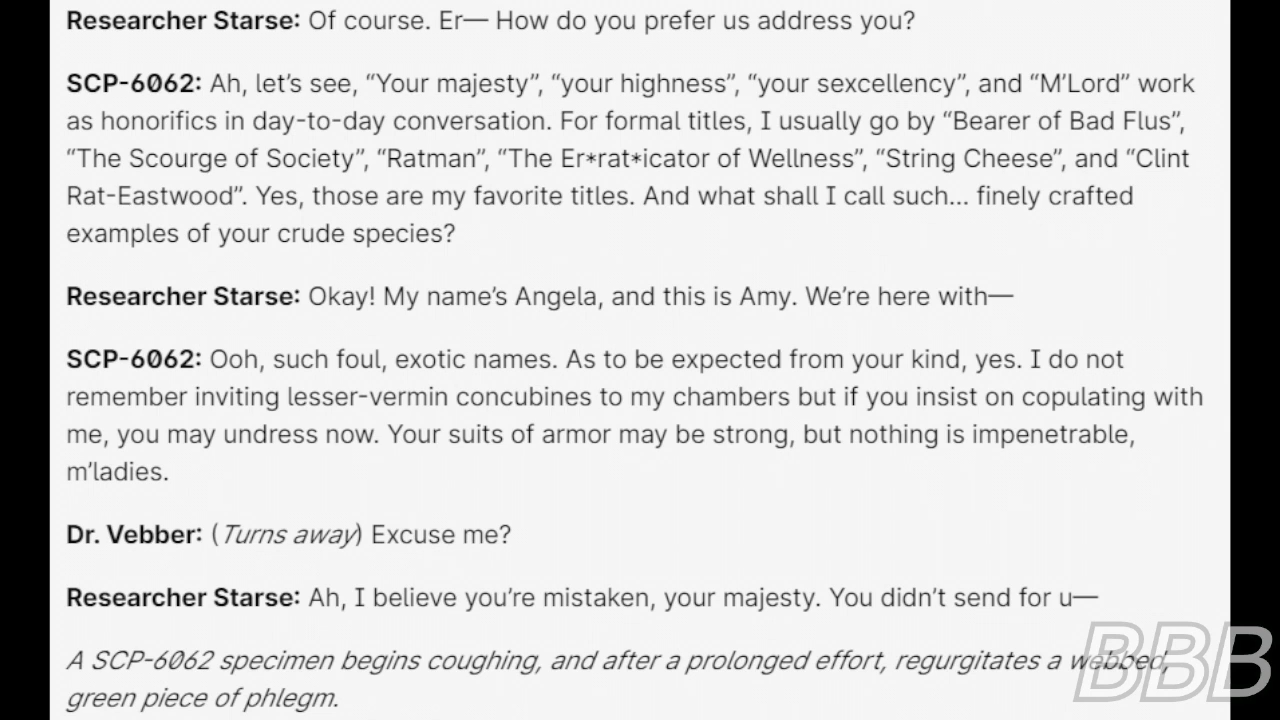 Researcher Starse: Of course. Er— How do you prefer us address you?
SCP-6062: Ah, let’s see, “Your majesty”, “your highness”, “your sexcellency”, and “M’Lord” work
as honorifics in day-to-day conversation. For formal titles, I usually go by “Bearer of Bad Flus”,
“The Scourge of Society”, “Ratman”, “The Er*rat*icator of Wellness”, “String Cheese”, and “Clint
Rat-Eastwood”. Yes, those are my favorite titles. And what shall I call such... finely crafted
examples of your crude species?
Researcher Starse: Okay! My name’s Angela, and this is Amy. We’re here with—
SCP-6062: Ooh, such foul, exotic names. As to be expected from your kind, yes. I do not
remember inviting lesser-vermin concubines to my chambers but if you insist on copulating with
me, you may undress now. Your suits of armor may be strong, but nothing is impenetrable,
m’ladies.
Dr. Vebber: (Turns away) Excuse me?
Researcher Starse: Ah, I believe you’re mistaken, your majesty. You didn’t send for u—
A SCP-6062 specimen begins coughing, and after a prolonged effort, regurgitates a webbed,
green piece of phlegm.
BBB